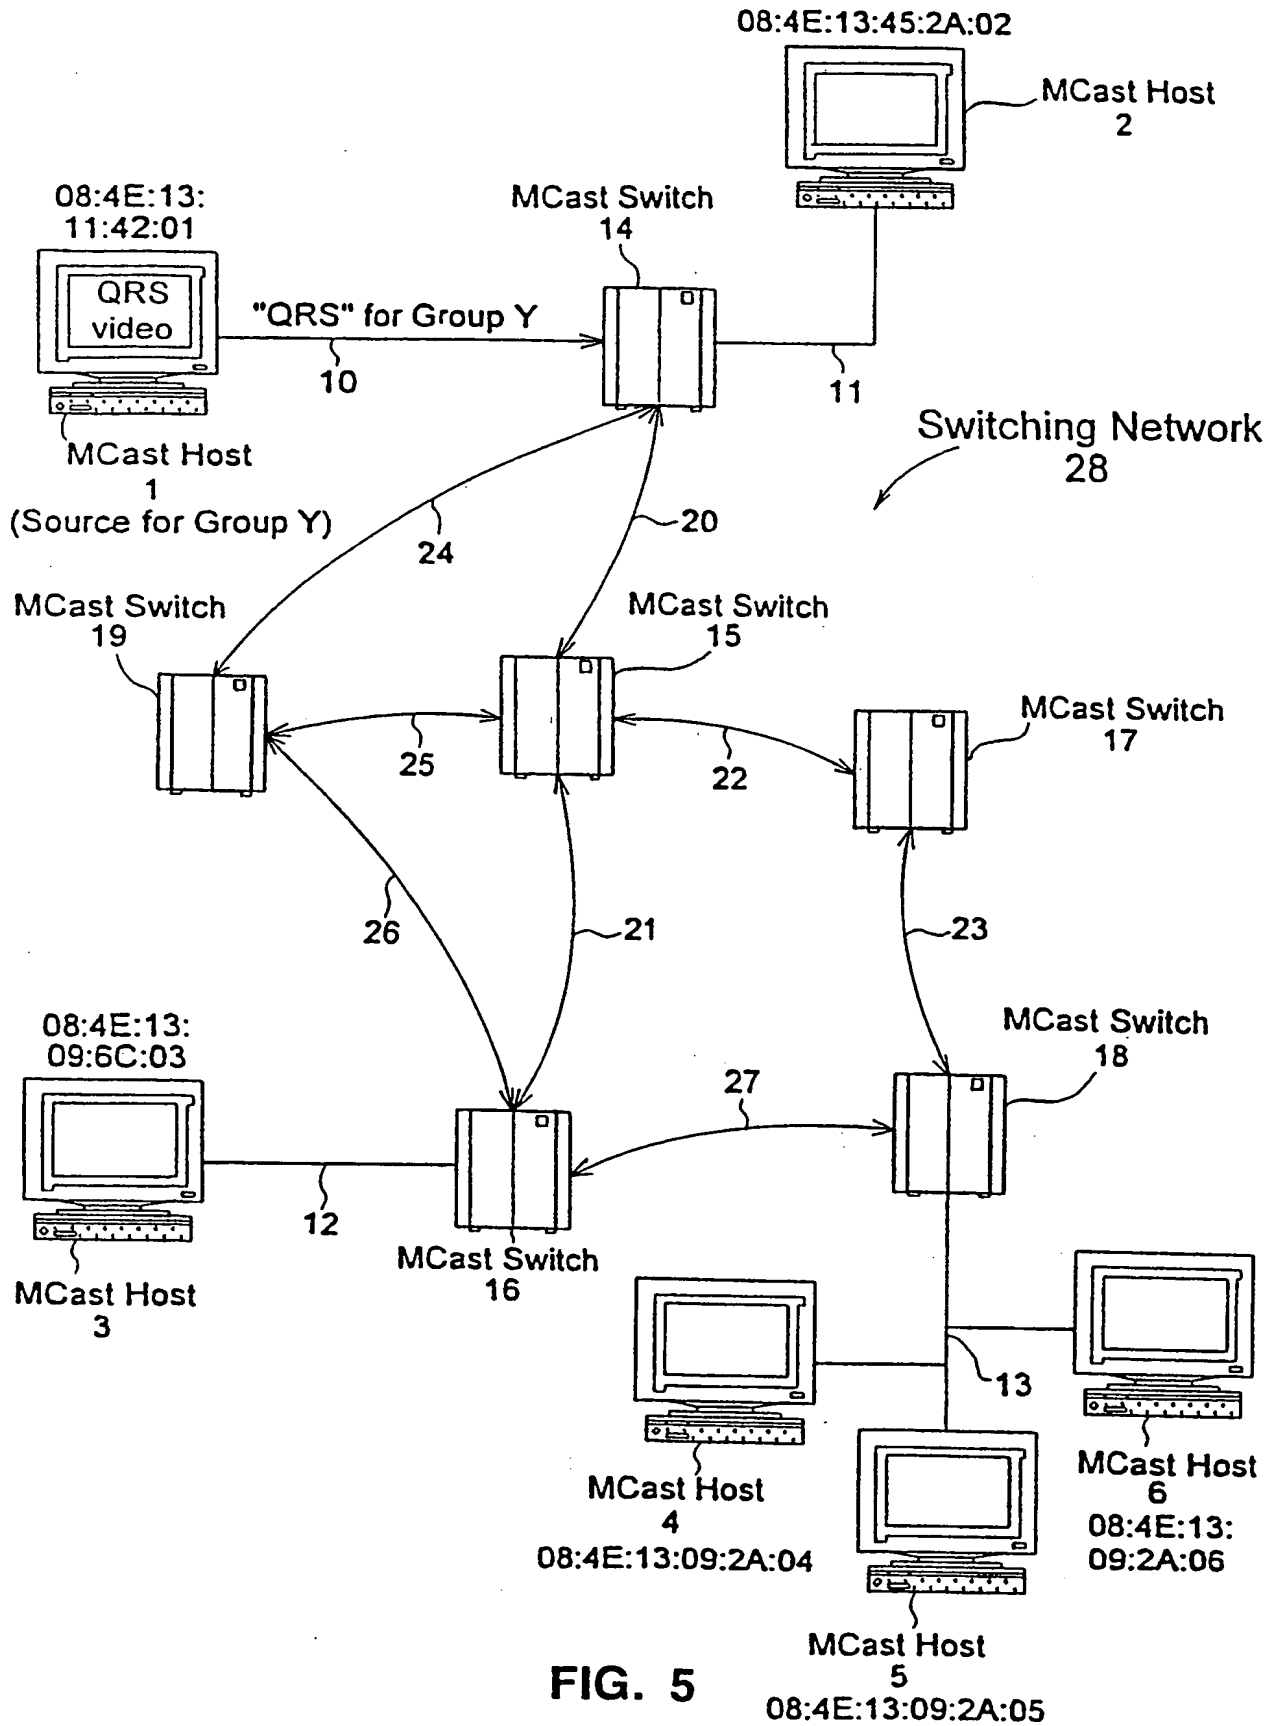 08:4E:13:45:2A:02
MCast Host
2
08:4E:13:
11:42:01
MCast Switch
14
QRS
video
"QRS" for Group Y
10
11
MCast Host
1
(Source for Group Y)
Switching Network
28
24
20
MCast Switch
19
MCast Switch
15
MCast Switch
17
25
22
26
21
23
08:4E:13:
09:6C:03
MCast Switch
18
27
12
MCast Switch
16
MCast Host
3
13
MCast Host
4
08:4E:13:09:2A:04
MCast Host
6
08:4E:13:
09:2A:06
MCast Host
5
08:4E:13:09:2A:05
FIG. 5